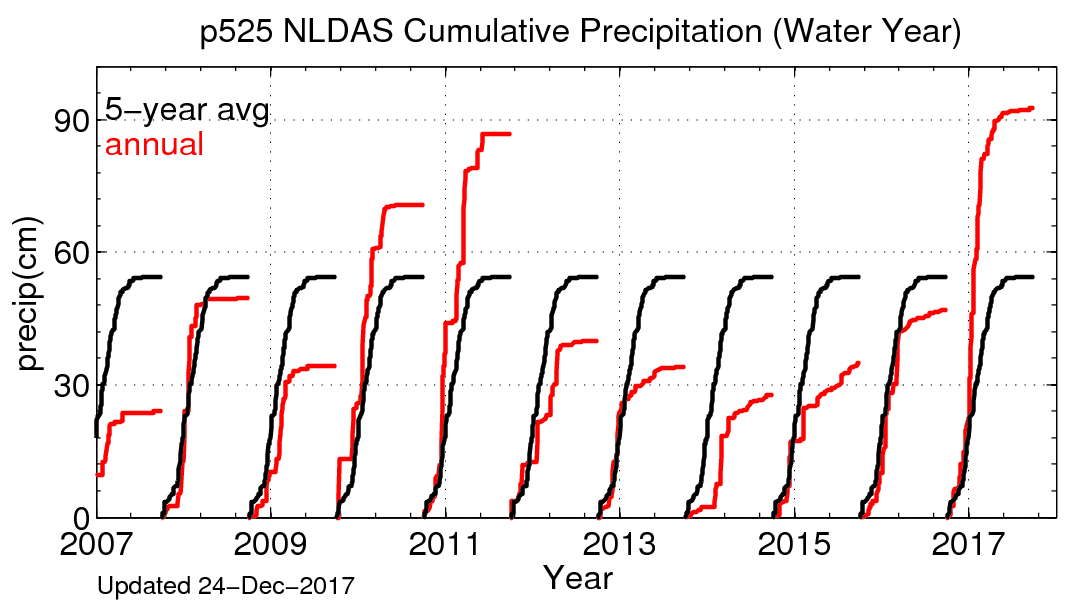 p525 NLDAS Cumulative Precipitation (Water Year)
5−year avg
annual
precip(cm)
90
60
30
0
2007 2009 2011 2013 2015 2017
Year
Updated 24−Dec−2017